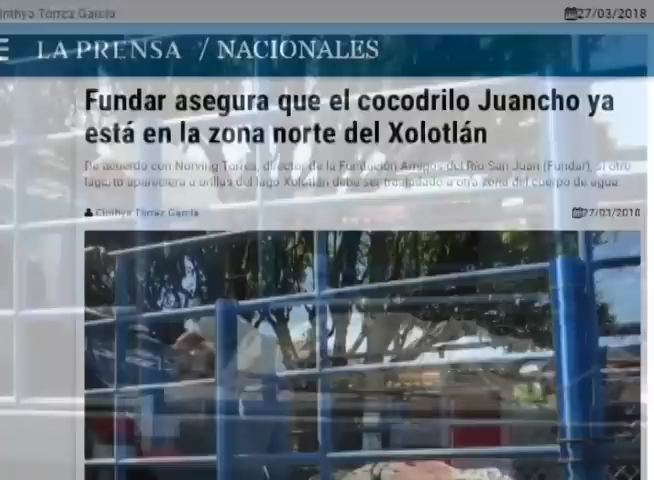 Cinthya Tórrez García 27/03/2018
LA PRENSA / NACIONALES
Fundar asegura que el cocodrilo Juancho ya
está en la zona norte del Xolotlán
De acuerdo con Norving Torres, director de la Fundación Amigos del Río San Juan (Fundar), si otro
lagarto apareciera a orillas del lago Xolotlán debe ser trasladado a otra zona del cuerpo de agua.
Cinthya Tórrez García 27/03/2018